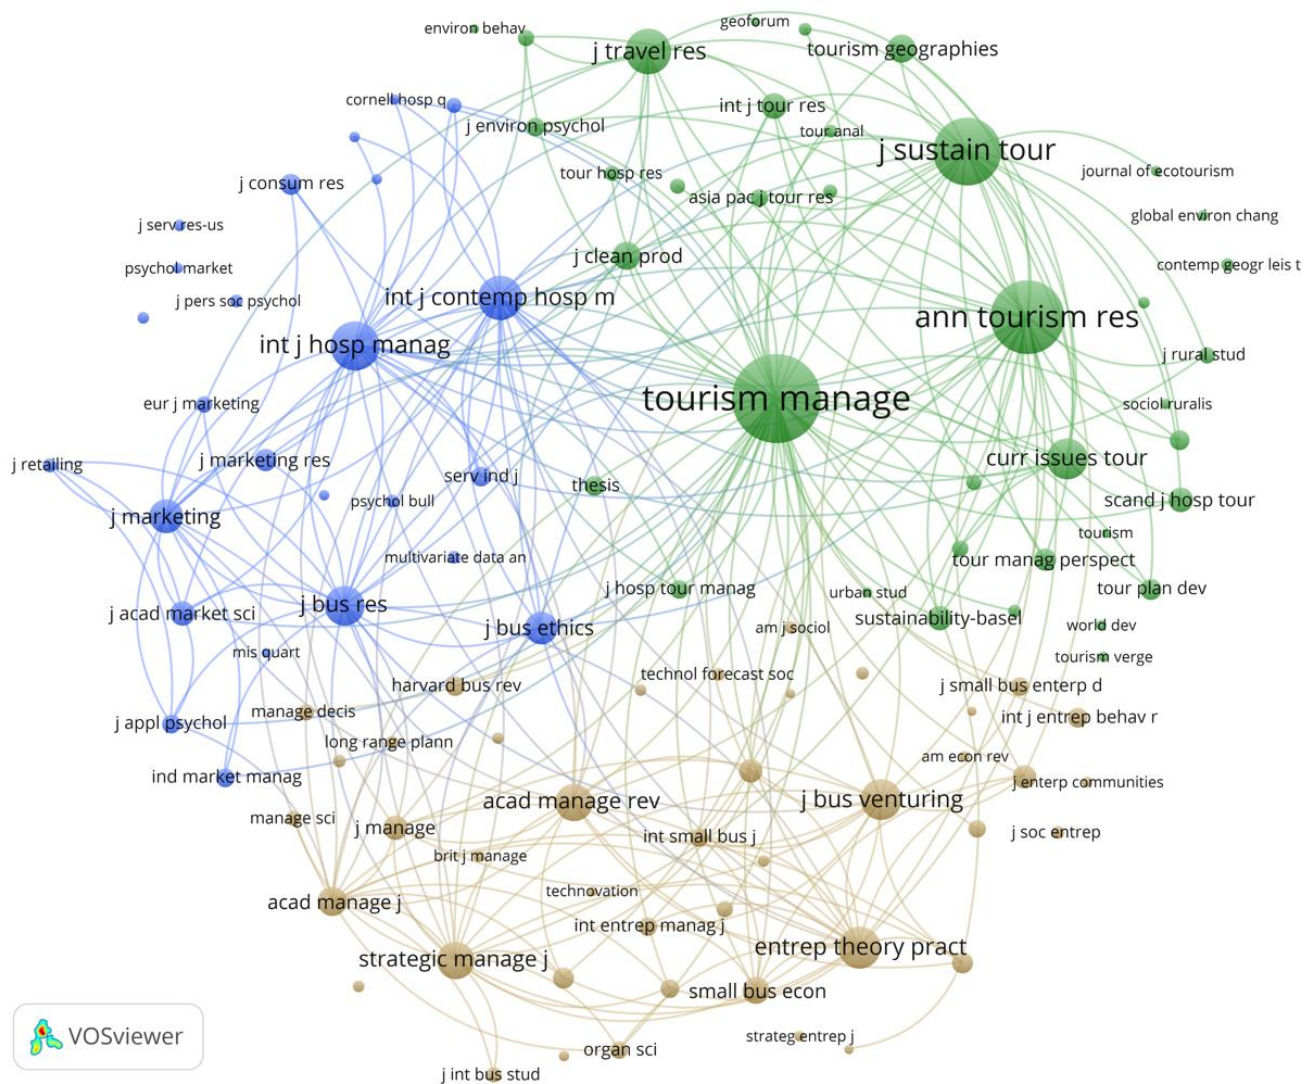 geoforum
environ behav
tourism geographies
j travel res
cornell hosp q
int j tour res
j environ psychol
tour anal
j sustain tour
journal of ecotourism
tour hosp res
j consum res
asia pac j tour res
global environ chang
j serv res-us
j clean prod
contemp geogr leis t
psychol market
j pers soc psychol
int j contemp hosp m
ann tourism res
int j hosp manag
j rural stud
tourism manage
eur j marketing
sociol ruralis
j retailing
j marketing res
curr issues tour
serv ind j
thesis
psychol bull
scand j hosp tour
j marketing
tourism
multivariate data an
tour manag perspect
j hosp tour manag
urban stud
tour plan dev
j bus res
j acad market sci
sustainability-basel
j bus ethics
am j sociol
world dev
mis quart
tourism verge
technol forecast soc
harvard bus rev
j small bus enterp d
manage decis
int j entrep behav r
j appl psychol
long range plann
am econ rev
ind market manag
j enterp communities
acad manage rev
j bus venturing
manage sci
j manage
int small bus j
j soc entrep
brit j manage
technovation
acad manage j
int entrep manag j
entrep theory pract
strategic manage j
small bus econ
strateg entrep j
VOSviewer
organ sci
j int bus stud